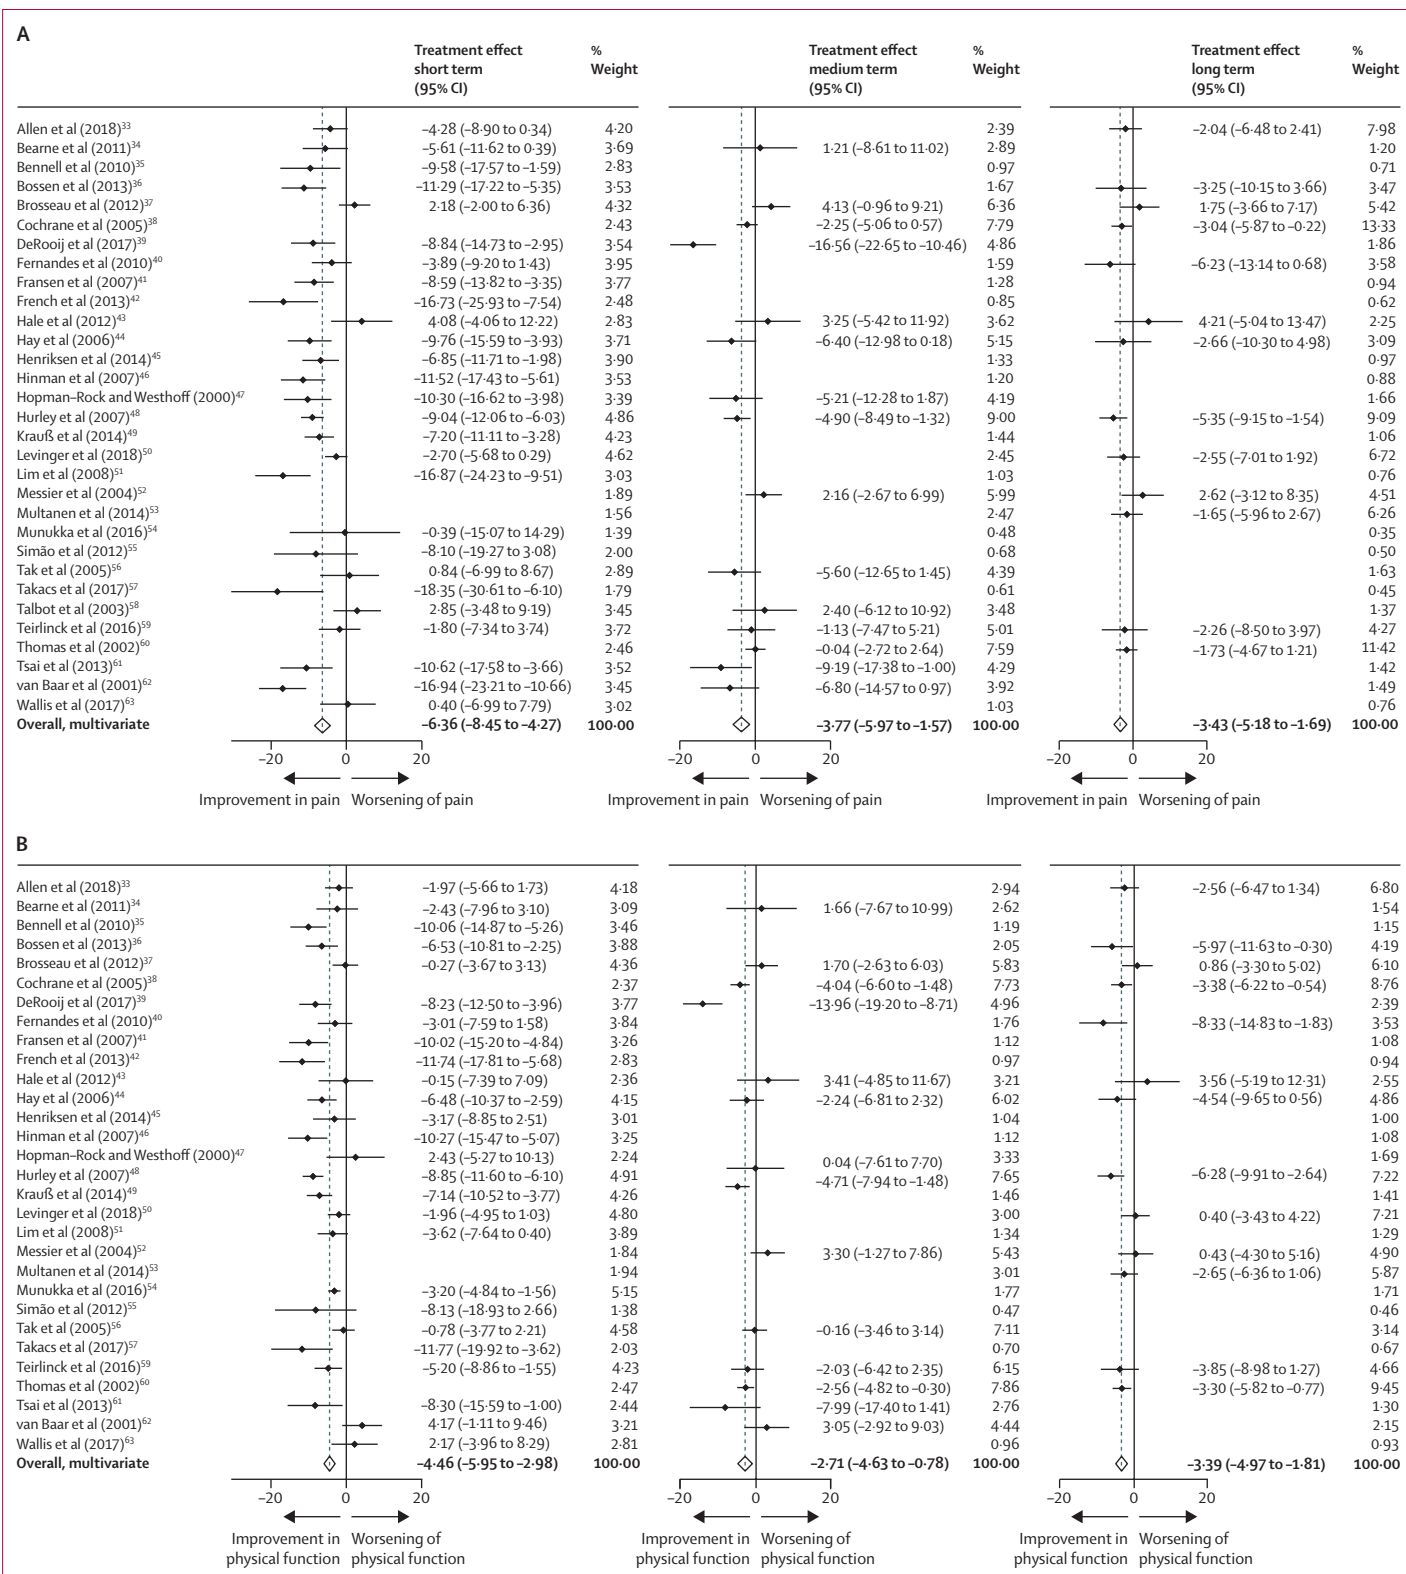 A
Treatment effect short term (95% CI) % Weight Treatment effect medium term (95% CI) % Weight Treatment effect long term (95% CI) % Weight
Allen et al (2018)33 –4·28 (–8·90 to 0·34) 4·20 2·39 –2·04 (–6·48 to 2·41) 7·98
Bearne et al (2011)34 –5·61 (–11·62 to 0·39) 3·69 1·21 (–8·61 to 11·02) 2·89 1·20
Bennell et al (2010)35 –9·58 (–17·57 to –1·59) 2·83 0·97 0·71
Bossen et al (2013)36 –11·29 (–17·22 to –5·35) 3·53 1·67 –3·25 (–10·15 to 3·66) 3·47
Brosseau et al (2012)37 2·18 (–2·00 to 6·36) 4·32 4·13 (–0·96 to 9·21) 6·36 1·75 (–3·66 to 7·17) 5·42
Cochrane et al (2005)38 2·43 –2·25 (–5·06 to 0·57) 7·79 –3·04 (–5·87 to –0·22) 13·33
DeRooij et al (2017)39 –8·84 (–14·73 to –2·95) 3·54 –16·56 (–22·65 to –10·46) 4·86 1·86
Fernandes et al (2010)40 –3·89 (–9·20 to 1·43) 3·95 1·59 –6·23 (–13·14 to 0·68) 3·58
Fransen et al (2007)41 –8·59 (–13·82 to –3·35) 3·77 1·28 0·94
French et al (2013)42 –16·73 (–25·93 to –7·54) 2·48 0·85 0·62
Hale et al (2012)43 4·08 (–4·06 to 12·22) 2·83 3·25 (–5·42 to 11·92) 3·62 4·21 (–5·04 to 13·47) 2·25
Hay et al (2006)44 –9·76 (–15·59 to –3·93) 3·71 –6·40 (–12·98 to 0·18) 5·15 –2·66 (–10·30 to 4·98) 3·09
Henriksen et al (2014)45 –6·85 (–11·71 to –1·98) 3·90 1·33 0·97
Hinman et al (2007)46 –11·52 (–17·43 to –5·61) 3·53 1·20 0·88
Hopman–Rock and Westhoff (2000)47 –10·30 (–16·62 to –3·98) 3·39 –5·21 (–12·28 to 1·87) 4·19 1·66
Hurley et al (2007)48 –9·04 (–12·06 to –6·03) 4·86 –4·90 (–8·49 to –1·32) 9·00 –5·35 (–9·15 to –1·54) 9·09
Krauß et al (2014)49 –7·20 (–11·11 to –3·28) 4·23 1·44 1·06
Levinger et al (2018)50 –2·70 (–5·68 to 0·29) 4·62 2·45 –2·55 (–7·01 to 1·92) 6·72
Lim et al (2008)51 –16·87 (–24·23 to –9·51) 3·03 1·03 0·76
Messier et al (2004)52 1·89 2·16 (–2·67 to 6·99) 5·99 2·62 (–3·12 to 8·35) 4·51
Multanen et al (2014)53 1·56 2·47 –1·65 (–5·96 to 2·67) 6·26
Munukka et al (2016)54 –0·39 (–15·07 to 14·29) 1·39 0·48 0·35
Simão et al (2012)55 –8·10 (–19·27 to 3·08) 2·00 0·68 0·50
Tak et al (2005)56 0·84 (–6·99 to 8·67) 2·89 –5·60 (–12·65 to 1·45) 4·39 1·63
Takacs et al (2017)57 –18·35 (–30·61 to –6·10) 1·79 0·61 0·45
Talbot et al (2003)58 2·85 (–3·48 to 9·19) 3·45 2·40 (–6·12 to 10·92) 3·48 1·37
Teirlinck et al (2016)59 –1·80 (–7·34 to 3·74) 3·72 –1·13 (–7·47 to 5·21) 5·01 –2·26 (–8·50 to 3·97) 4·27
Thomas et al (2002)60 2·46 –0·04 (–2·72 to 2·64) 7·59 –1·73 (–4·67 to 1·21) 11·42
Tsai et al (2013)61 –10·62 (–17·58 to –3·66) 3·52 –9·19 (–17·38 to –1·00) 4·29 1·42
van Baar et al (2001)62 –16·94 (–23·21 to –10·66) 3·45 –6·80 (–14·57 to 0·97) 3·92 1·49
Wallis et al (2017)63 0·40 (–6·99 to 7·79) 3·02 1·03 0·76
Overall, multivariate –6·36 (–8·45 to –4·27) 100·00 –3·77 (–5·97 to –1·57) 100·00 –3·43 (–5·18 to –1·69) 100·00
–20 0 20 –20 0 20 –20 0 20
Improvement in pain Worsening of pain Improvement in pain Worsening of pain Improvement in pain Worsening of pain
B
Allen et al (2018)33 –1·97 (–5·66 to 1·73) 4·18 2·94 –2·56 (–6·47 to 1·34) 6·80
Bearne et al (2011)34 –2·43 (–7·96 to 3·10) 3·09 1·66 (–7·67 to 10·99) 2·62 1·54
Bennell et al (2010)35 –10·06 (–14·87 to –5·26) 3·46 1·19 1·15
Bossen et al (2013)36 –6·53 (–10·81 to –2·25) 3·88 2·05 –5·97 (–11·63 to –0·30) 4·19
Brosseau et al (2012)37 –0·27 (–3·67 to 3·13) 4·36 1·70 (–2·63 to 6·03) 5·83 0·86 (–3·30 to 5·02) 6·10
Cochrane et al (2005)38 2·37 –4·04 (–6·60 to –1·48) 7·73 –3·38 (–6·22 to –0·54) 8·76
DeRooij et al (2017)39 –8·23 (–12·50 to –3·96) 3·77 –13·96 (–19·20 to –8·71) 4·96 2·39
Fernandes et al (2010)40 –3·01 (–7·59 to 1·58) 3·84 1·76 –8·33 (–14·83 to –1·83) 3·53
Fransen et al (2007)41 –10·02 (–15·20 to –4·84) 3·26 1·12 1·08
French et al (2013)42 –11·74 (–17·81 to –5·68) 2·83 0·97 0·94
Hale et al (2012)43 –0·15 (–7·39 to 7·09) 2·36 3·41 (–4·85 to 11·67) 3·21 3·56 (–5·19 to 12·31) 2·55
Hay et al (2006)44 –6·48 (–10·37 to –2·59) 4·15 –2·24 (–6·81 to 2·32) 6·02 –4·54 (–9·65 to 0·56) 4·86
Henriksen et al (2014)45 –3·17 (–8·85 to 2·51) 3·01 1·04 1·00
Hinman et al (2007)46 –10·27 (–15·47 to –5·07) 3·25 1·12 1·08
Hopman–Rock and Westhoff (2000)47 2·43 (–5·27 to 10·13) 2·24 0·04 (–7·61 to 7·70) 3·33 1·69
Hurley et al (2007)48 –8·85 (–11·60 to –6·10) 4·91 –4·71 (–7·94 to –1·48) 7·65 –6·28 (–9·91 to –2·64) 7·22
Krauß et al (2014)49 –7·14 (–10·52 to –3·77) 4·26 1·46 1·41
Levinger et al (2018)50 –1·96 (–4·95 to 1·03) 4·80 3·00 0·40 (–3·43 to 4·22) 7·21
Lim et al (2008)51 –3·62 (–7·64 to 0·40) 3·89 1·34 1·29
Messier et al (2004)52 1·84 3·30 (–1·27 to 7·86) 5·43 0·43 (–4·30 to 5·16) 4·90
Multanen et al (2014)53 1·94 3·01 –2·65 (–6·36 to 1·06) 5·87
Munukka et al (2016)54 –3·20 (–4·84 to –1·56) 5·15 1·77 1·71
Simão et al (2012)55 –8·13 (–18·93 to 2·66) 1·38 0·47 0·46
Tak et al (2005)56 –0·78 (–3·77 to 2·21) 4·58 –0·16 (–3·46 to 3·14) 7·11 3·14
Takacs et al (2017)57 –11·77 (–19·92 to –3·62) 2·03 0·70 0·67
Teirlinck et al (2016)59 –5·20 (–8·86 to –1·55) 4·23 –2·03 (–6·42 to 2·35) 6·15 –3·85 (–8·98 to 1·27) 4·66
Thomas et al (2002)60 2·47 –2·56 (–4·82 to –0·30) 7·86 –3·30 (–5·82 to –0·77) 9·45
Tsai et al (2013)61 –8·30 (–15·59 to –1·00) 2·44 –7·99 (–17·40 to 1·41) 2·76 1·30
van Baar et al (2001)62 4·17 (–1·11 to 9·46) 3·21 3·05 (–2·92 to 9·03) 4·44 2·15
Wallis et al (2017)63 2·17 (–3·96 to 8·29) 2·81 0·96 0·93
Overall, multivariate –4·46 (–5·95 to –2·98) 100·00 –2·71 (–4·63 to –0·78) 100·00 –3·39 (–4·97 to –1·81) 100·00
–20 0 20 –20 0 20 –20 0 20
Improvement in physical function Worsening of physical function Improvement in physical function Worsening of physical function Improvement in physical function Worsening of physical function